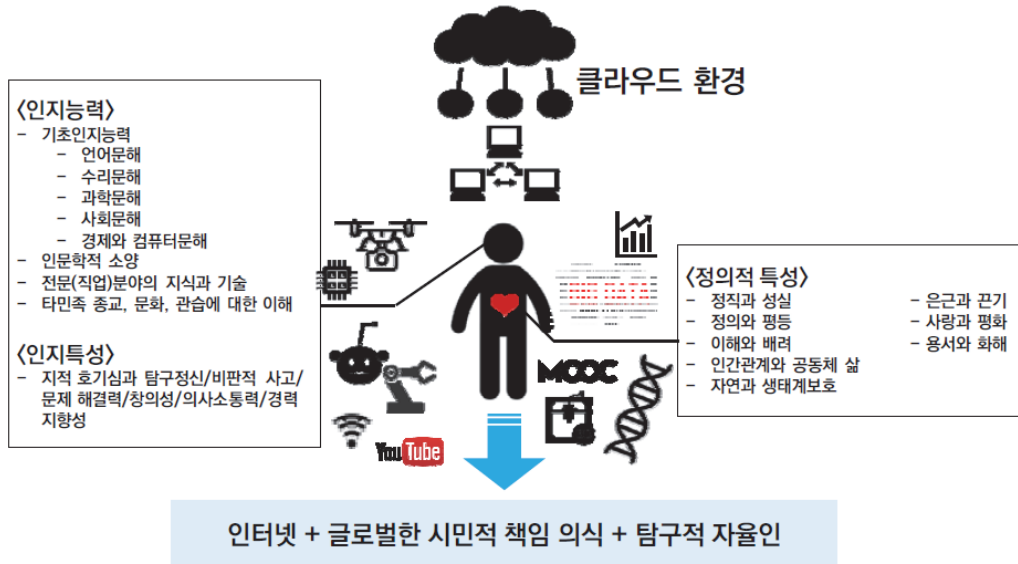 클라우드 환경
<인지능력>
- 기초인지능력
- 언어문해
- 수리문해
- 과학문해
- 사회문해
- 경제와 컴퓨터문해
- 인문학적 소양
- 전문(직업)분야의 지식과 기술
- 타민족 종교, 문화, 관습에 대한 이해
<인지특성>
- 지적 호기심과 탐구정신/비판적 사고/
문제 해결력/창의성/의사소통력/경력
지향성
<정의적 특성>
- 정직과 성실
- 정의와 평등
- 이해와 배려
- 인간관계와 공동체 삶
- 자연과 생태계보호
- 은근과 끈기
- 사랑과 평화
- 용서와 화해
MOOC
YouTube
인터넷 + 글로벌한 시민적 책임 의식 + 탐구적 자율인